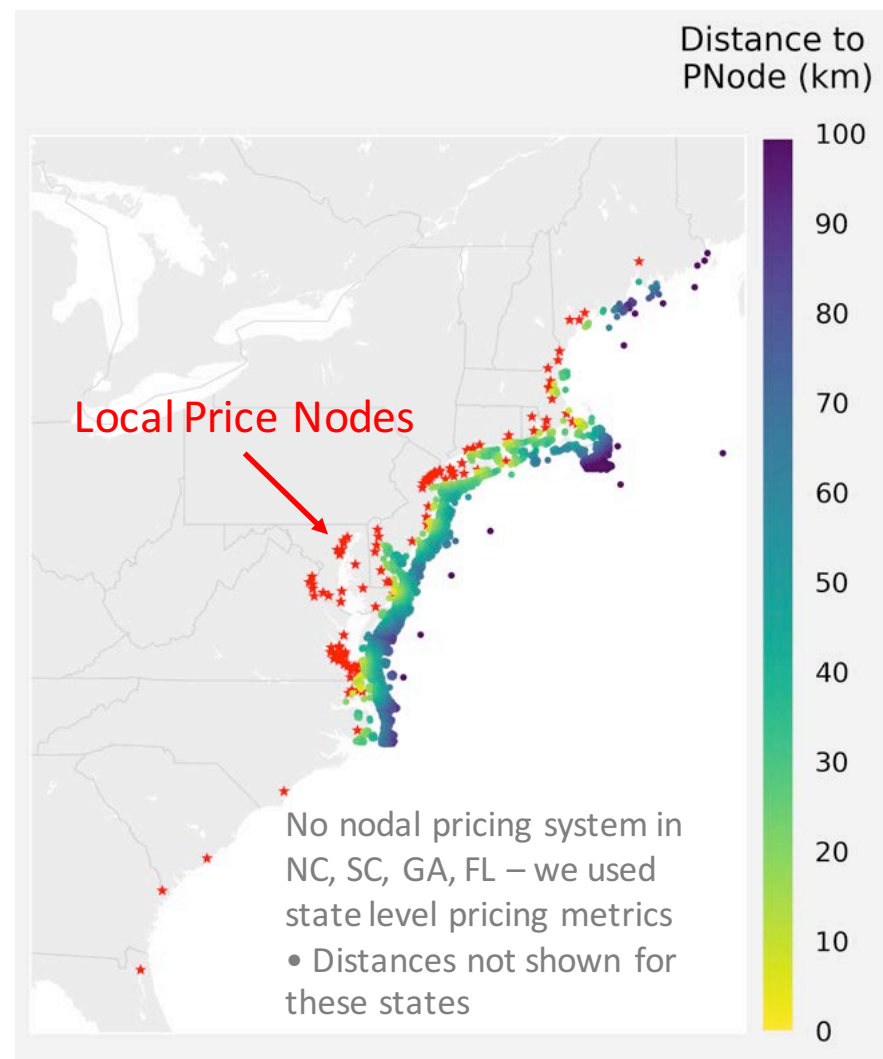 Distance to
PNode (km)
100
90
80
70
60
50
40
30
20
10
0
Local Price Nodes
No nodal pricing system in
NC, SC, GA, FL – we used
state level pricing metrics
• Distances not shown for
these states